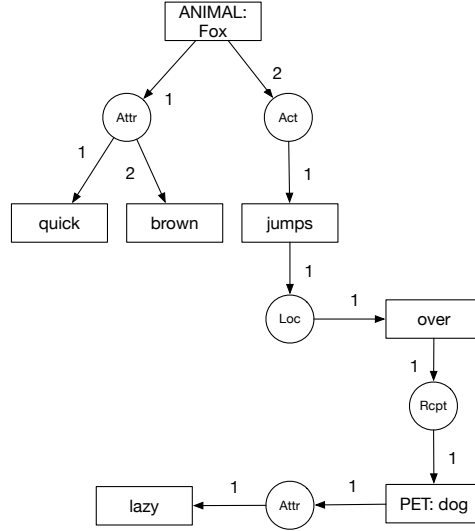 ANIMAL:
Fox
1
2
Attr
Act
1
2
1
quick
brown
jumps
1
Loc
1
over
1
Rcpt
1
lazy
1
Attr
1
PET: dog